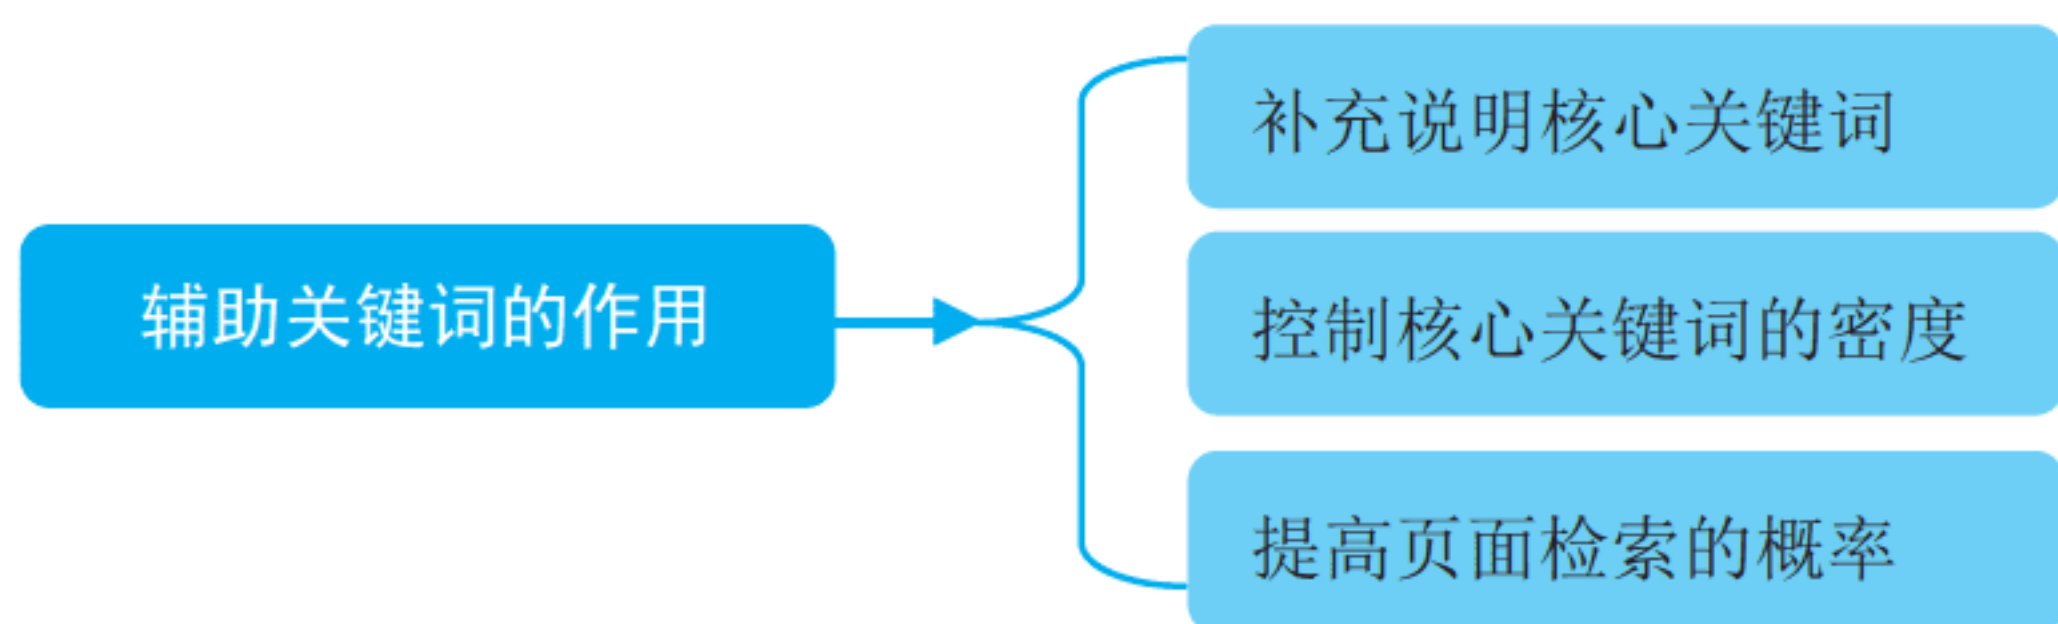 辅助关键词的作用
补充说明核心关键词
控制核心关键词的密度
提高页面检索的概率